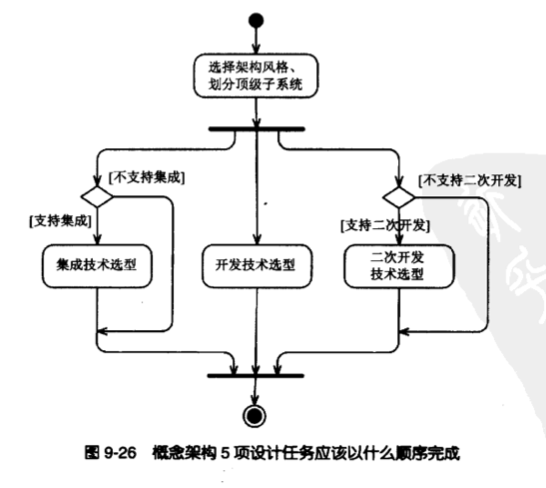 选择架构风格、
划分顶级子系统
[不支持集成]
[不支持二次开发]
[支持集成]
[支持二次开发]
集成技术选型
开发技术选型
二次开发
技术选型
图 9-26 概念架构 5 项设计任务应该以什么顺序完成